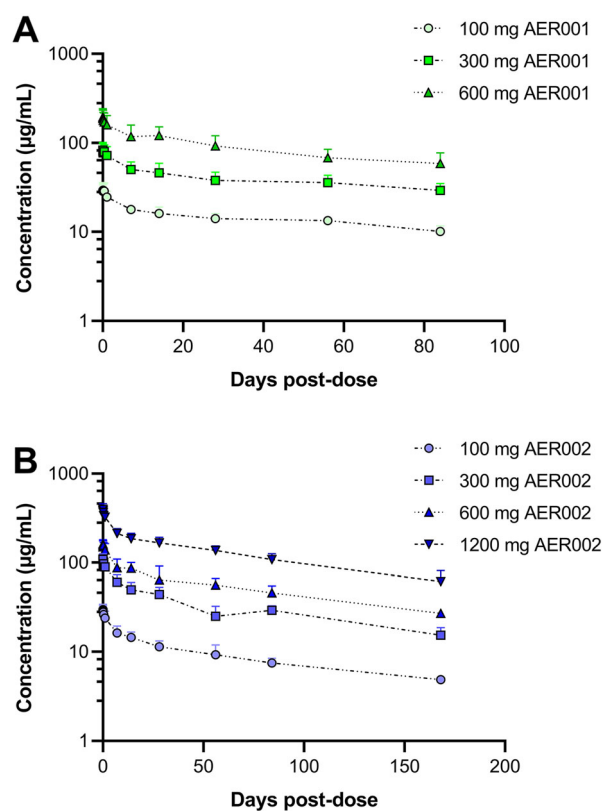 A
100 mg AER001
300 mg AER001
600 mg AER001
Concentration (µg/mL)
1000
100
10
1
0 20 40 60 80 100
Days post-dose
B
100 mg AER002
300 mg AER002
600 mg AER002
1200 mg AER002
Concentration (µg/mL)
1000
100
10
1
0 50 100 150 200
Days post-dose